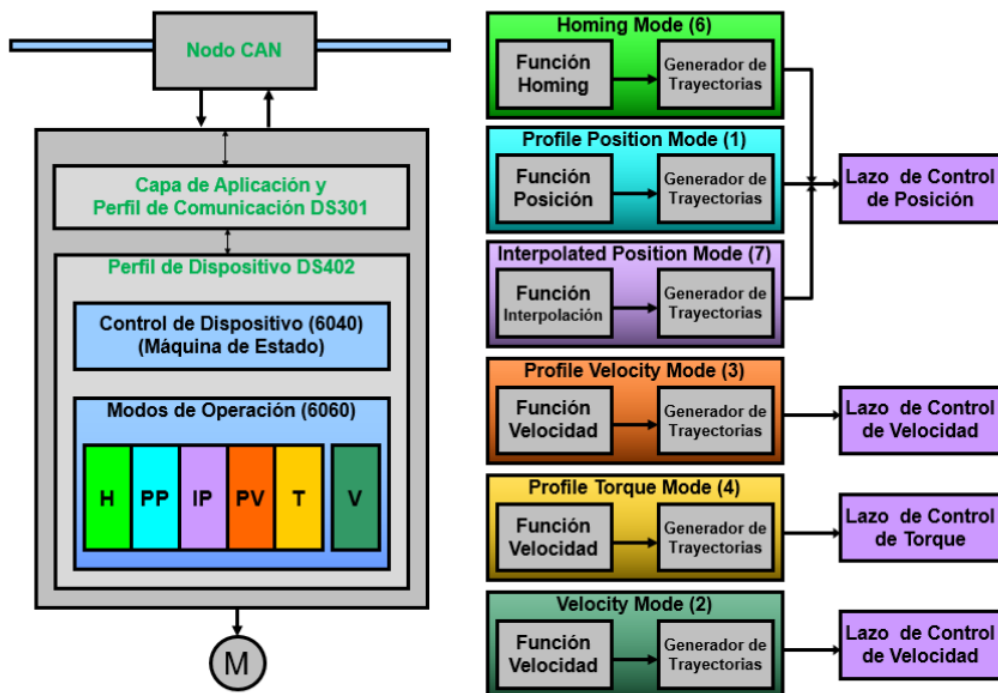 Nodo CAN
Capa de Aplicación y
Perfil de Comunicación DS301
Perfil de Dispositivo DS402
Control de Dispositivo (6040)
(Máquina de Estado)
Modos de Operación (6060)
H PP IP PV T V
M
Homing Mode (6)
Función
Homing
Generador de
Trayectorias
Profile Position Mode (1)
Función
Posición
Generador de
Trayectorias
Lazo de Control
de Posición
Interpolated Position Mode (7)
Función
Interpolación
Generador de
Trayectorias
Profile Velocity Mode (3)
Función
Velocidad
Generador de
Trayectorias
Lazo de Control
de Velocidad
Profile Torque Mode (4)
Función
Velocidad
Generador de
Trayectorias
Lazo de Control
de Torque
Velocity Mode (2)
Función
Velocidad
Generador de
Trayectorias
Lazo de Control
de Velocidad